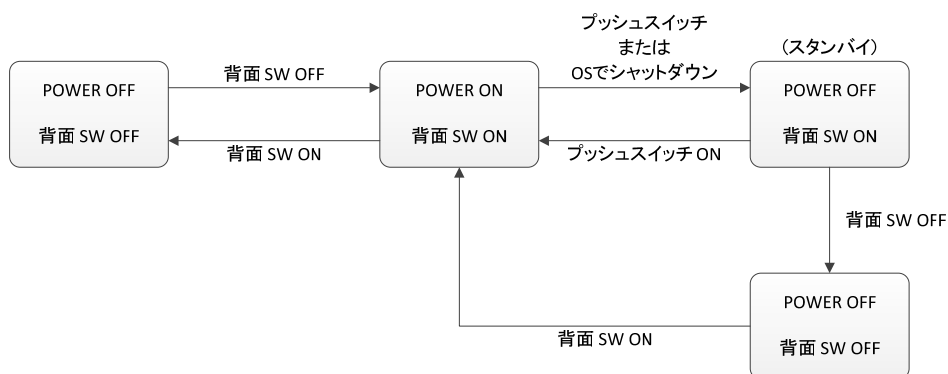 プッシュスイッチ
または
OSでシャットダウン
(スタンバイ)
背面 SW OFF
POWER OFF
背面 SW OFF
POWER ON
背面 SW ON
POWER OFF
背面 SW ON
背面 SW ON
プッシュスイッチ ON
背面 SW OFF
POWER OFF
背面 SW OFF
背面 SW ON